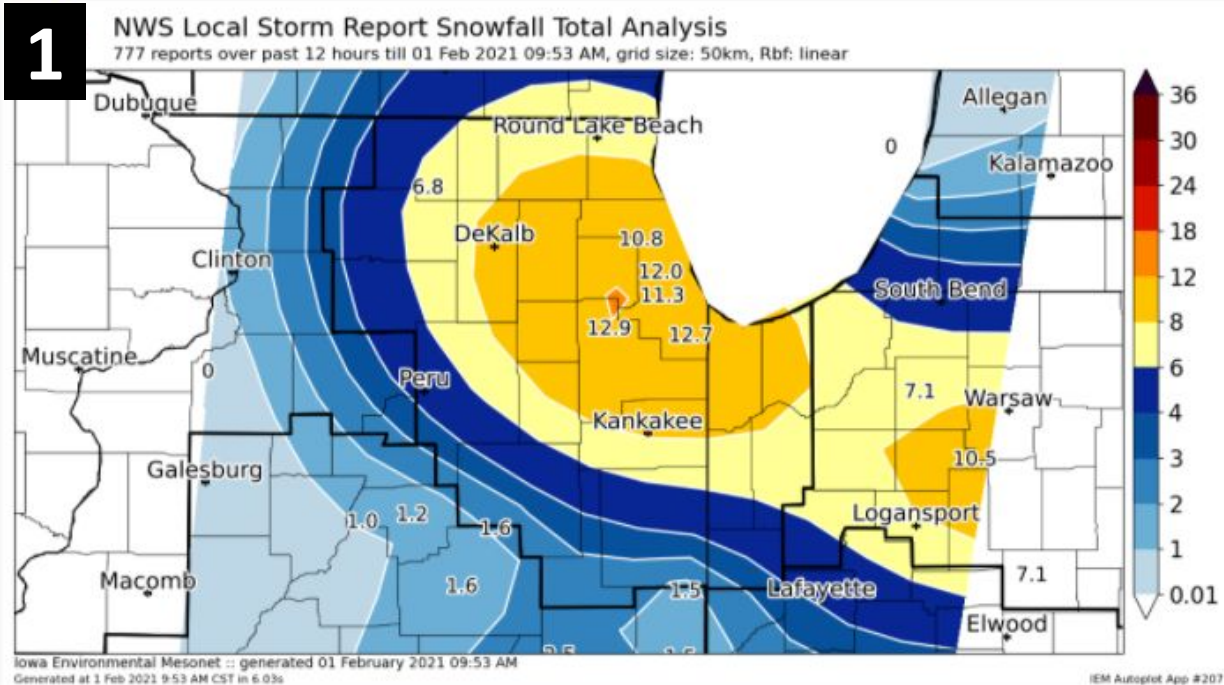 1
NWS Local Storm Report Snowfall Total Analysis
777 reports over past 12 hours till 01 Feb 2021 09:53 AM, grid size: 50km, Rbf: linear
Dubuque
Allegan
Round Lake Beach
0
Kalamazoo
6.8
DeKalb
10.8
Clinton
12.0
11.3
South Bend
12.9
12.7
Muscatine
0
Peru
7.1
Warsaw
Kankakee
Galesburg
10.5
1.0
1.2
1.6
Logansport
Macomb
1.6
1.5
Lafayette
7.1
Elwood
36
30
24
18
12
8
6
4
3
2
1
0.01
Iowa Environmental Mesonet :: generated 01 February 2021 09:53 AM
Generated at 1 Feb 2021 9:53 AM CST in 6.03s
IEM Autoplot App #207